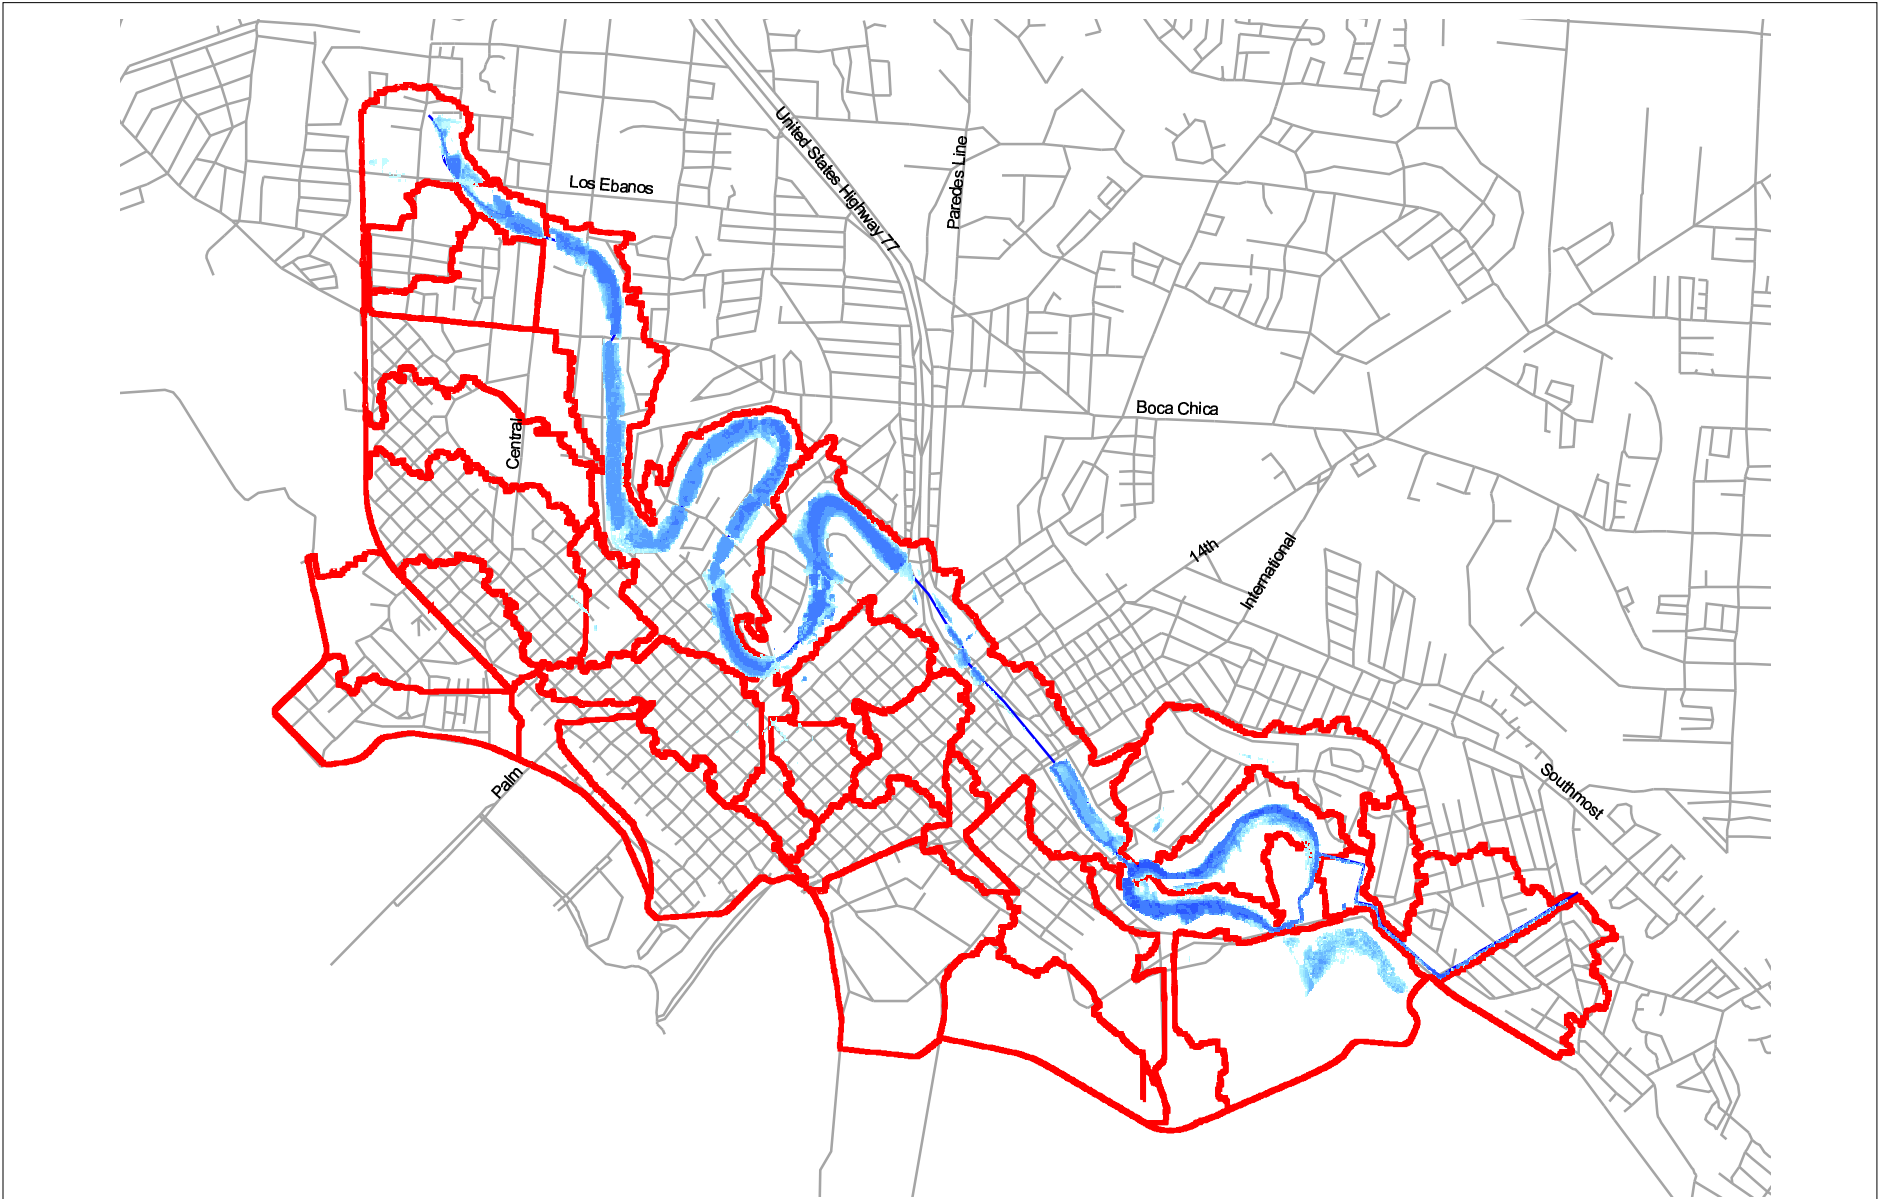 United States Highway 77
Paredes Line
Los Ebanos
Boca Chica
Central
14th
International
Palm
Southmost